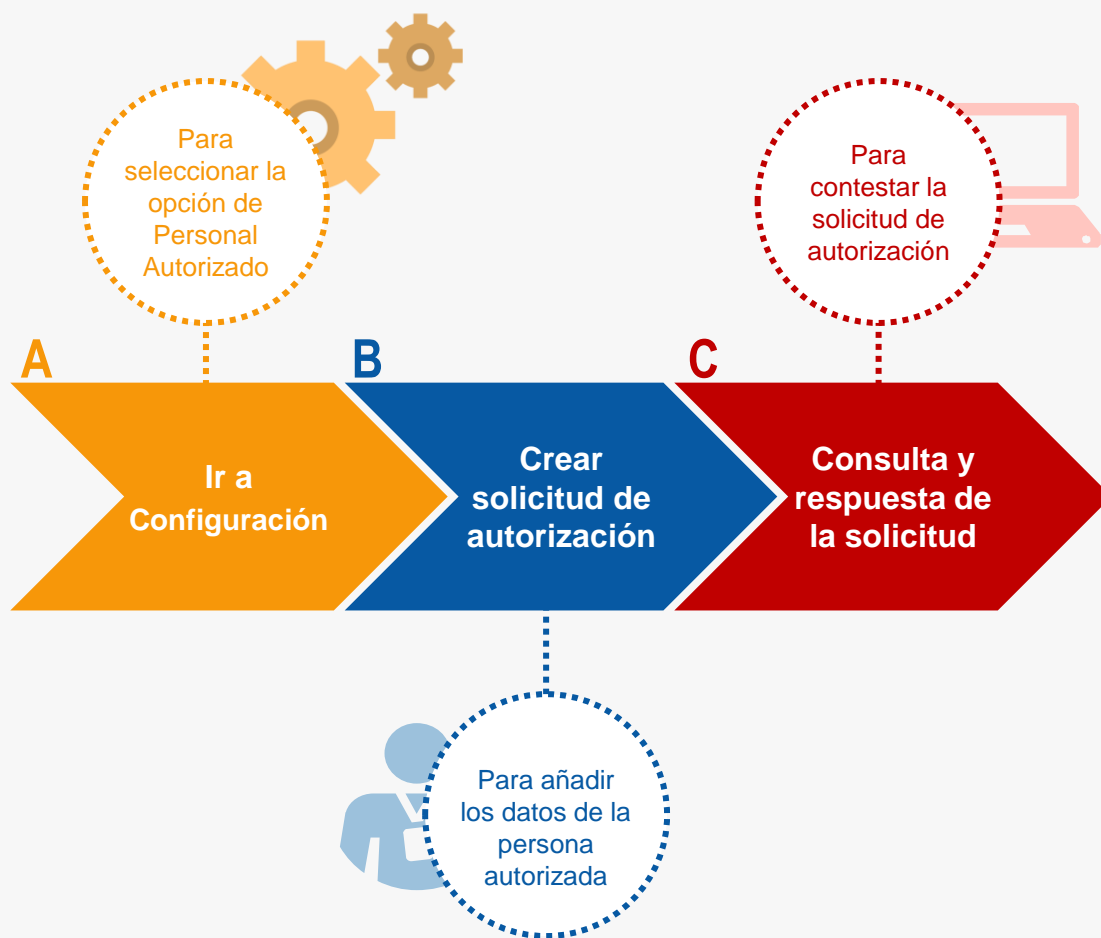 Para
seleccionar la
opción de
Personal
Autorizado
Para
contestar la
solicitud de
autorización
A
B
C
Ir a
Configuración
Crear
solicitud de
autorización
Consulta y
respuesta de
la solicitud
Para añadir
los datos de la
persona
autorizada